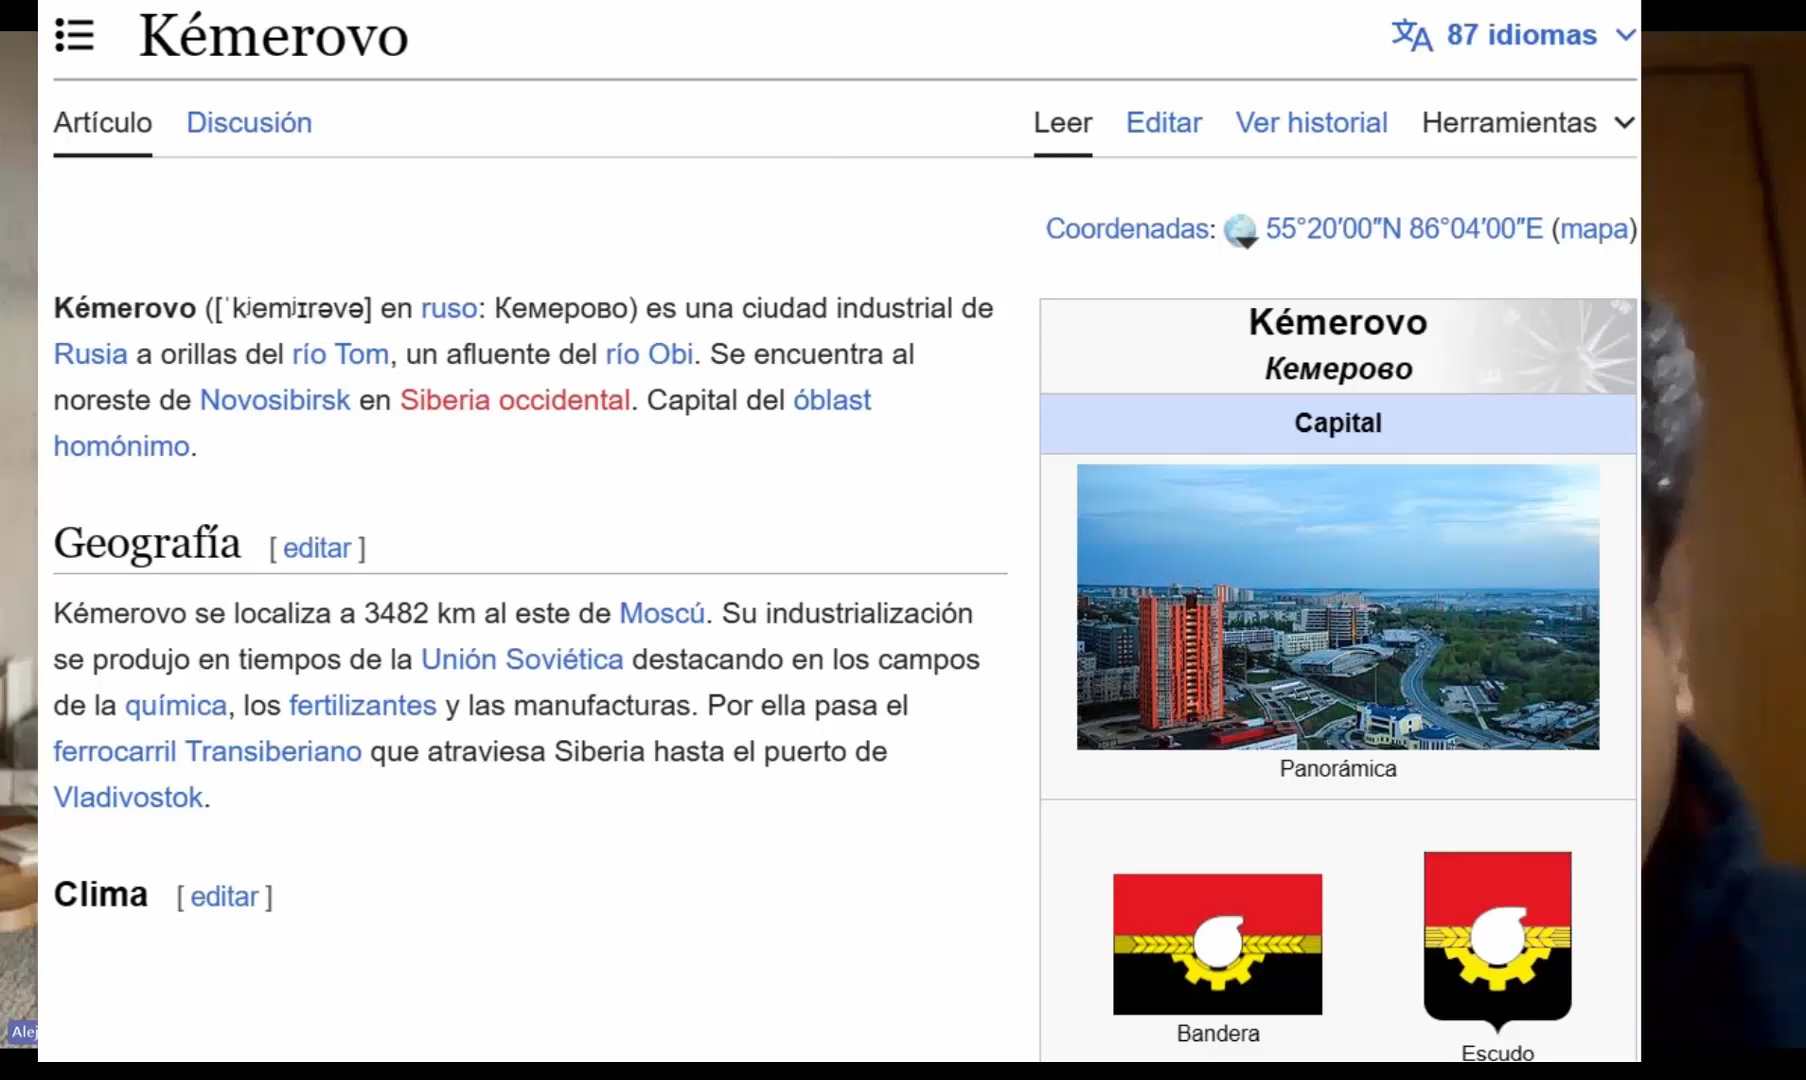 Kémerovo
87 idiomas
Artículo
Discusión
Leer
Editar
Ver historial
Herramientas
Coordenadas: 55°20′00″N 86°04′00″E (mapa)
Kémerovo ([ˈkʲemʲɪrəvə] en ruso: Кемерово) es una ciudad industrial de
Rusia a orillas del río Tom, un afluente del río Obi. Se encuentra al
noreste de Novosibirsk en Siberia occidental. Capital del óblast
homónimo.
Geografía [ editar ]
Kémerovo se localiza a 3482 km al este de Moscú. Su industrialización
se produjo en tiempos de la Unión Soviética destacando en los campos
de la química, los fertilizantes y las manufacturas. Por ella pasa el
ferrocarril Transiberiano que atraviesa Siberia hasta el puerto de
Vladivostok.
Clima [ editar ]
Kémerovo
Кемерово
Capital
Panorámica
Bandera
Escudo
Alej